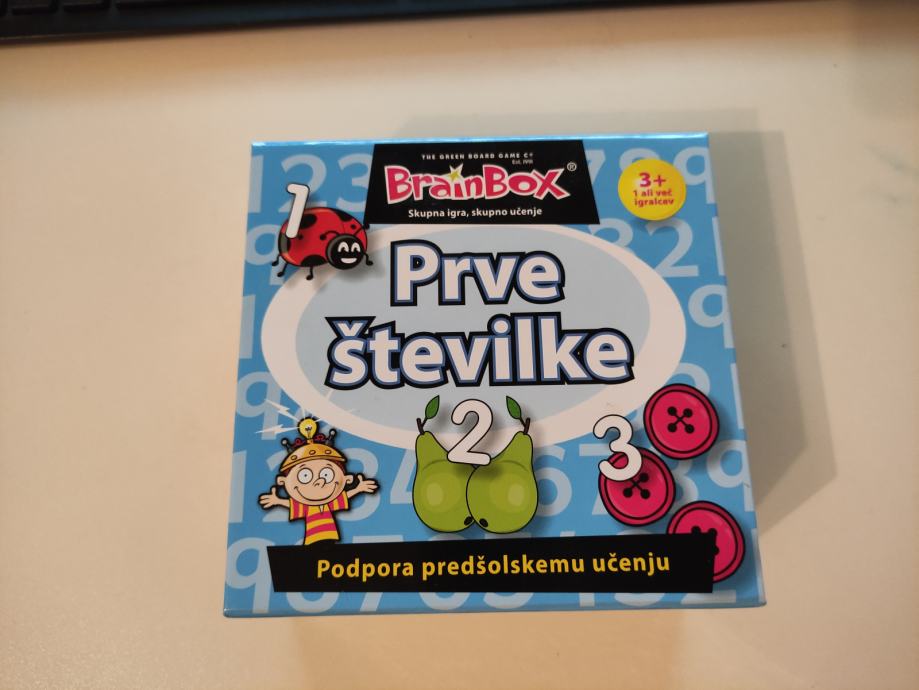 THE GREEN BOARD GAME Cº
Est. 1991
BrainBox®
Skupna igra, skupno učenje
3+
1 ali več
igralcev
1
Prve
številke
2
3
Podpora predšolskemu učenju